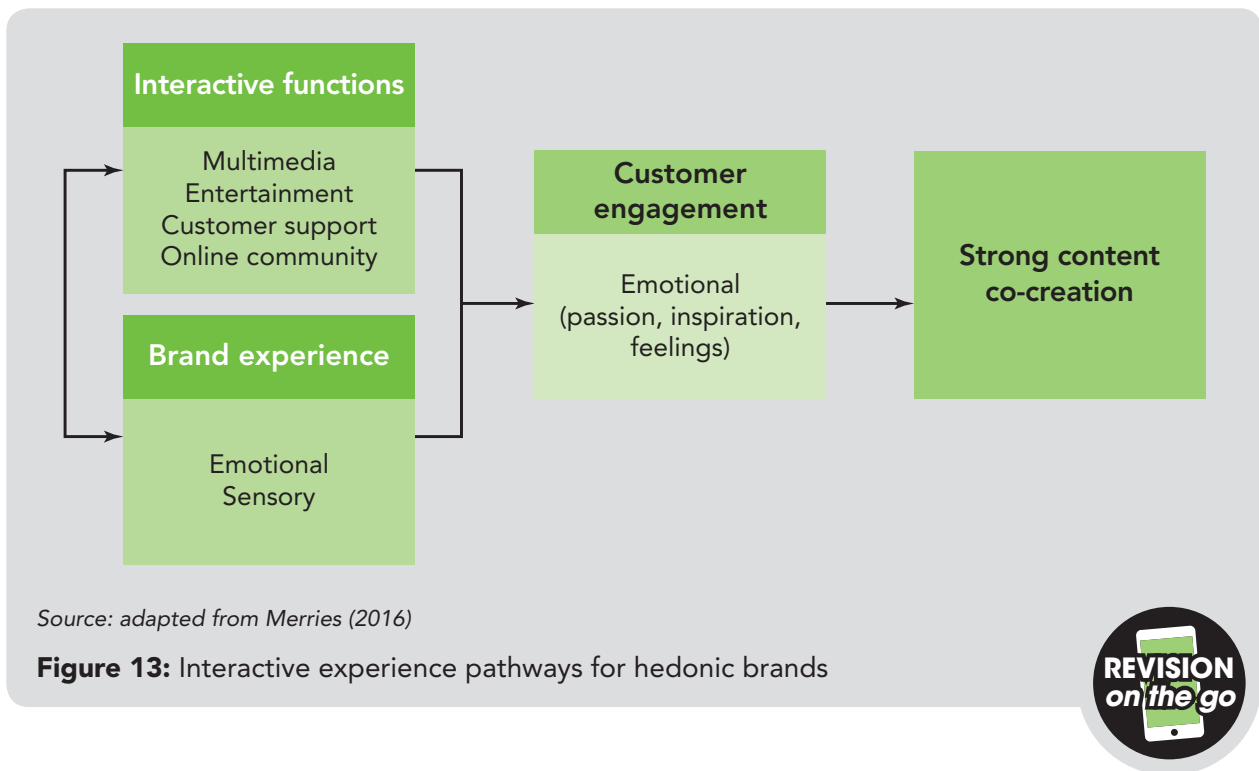 Interactive functions
Multimedia
Entertainment
Customer support
Online community
Brand experience
Emotional
Sensory
Customer
engagement
Emotional
(passion, inspiration,
feelings)
Strong content
co-creation
Source: adapted from Merries (2016)
Figure 13: Interactive experience pathways for hedonic brands
REVISION
on the go